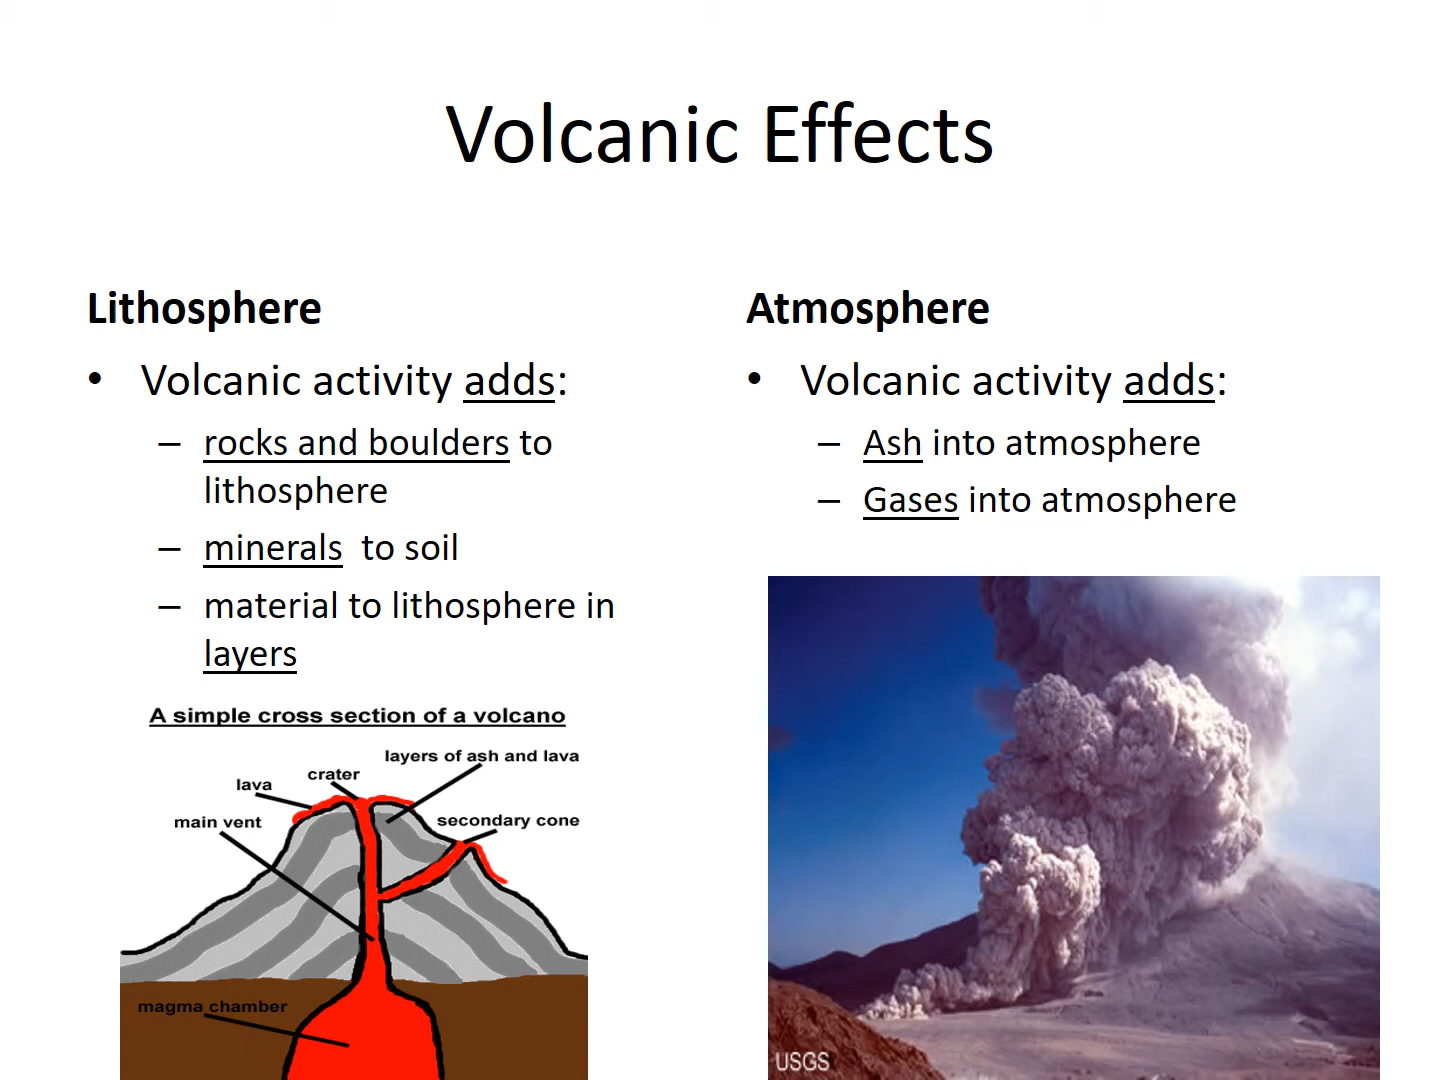 Volcanic Effects
Lithosphere
• Volcanic activity adds:
– rocks and boulders to
lithosphere
– minerals to soil
– material to lithosphere in
layers
A simple cross section of a volcano
layers of ash and lava
crater
lava
main vent
secondary cone
magma chamber
Atmosphere
• Volcanic activity adds:
– Ash into atmosphere
– Gases into atmosphere
USGS